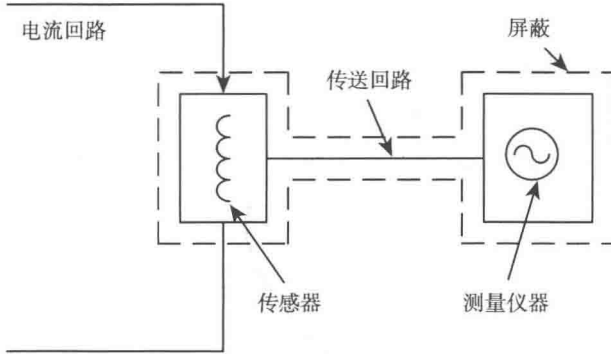 电流回路
屏蔽
传送回路
传感器
测量仪器